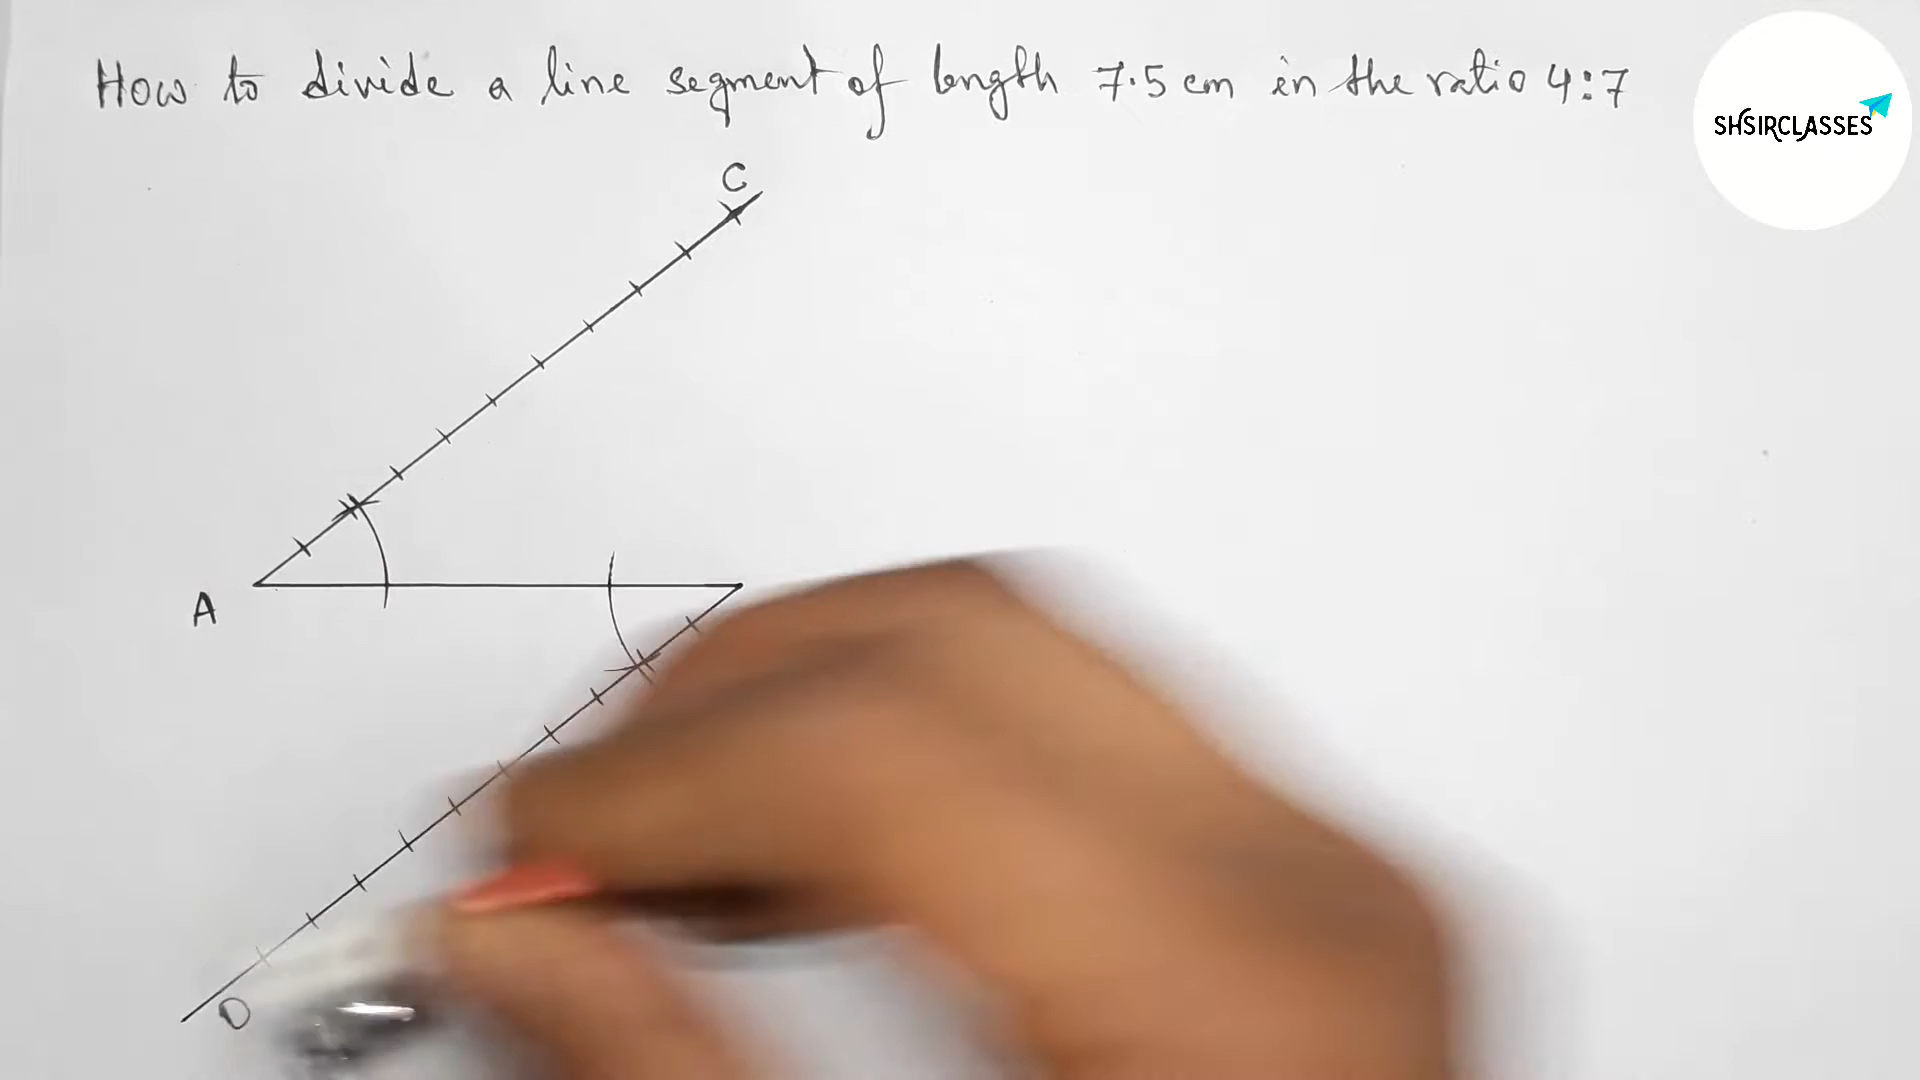 How to divide a line segment of length 7.5 cm in the ratio 4:7
SHSIRCLASSES
C
A
D